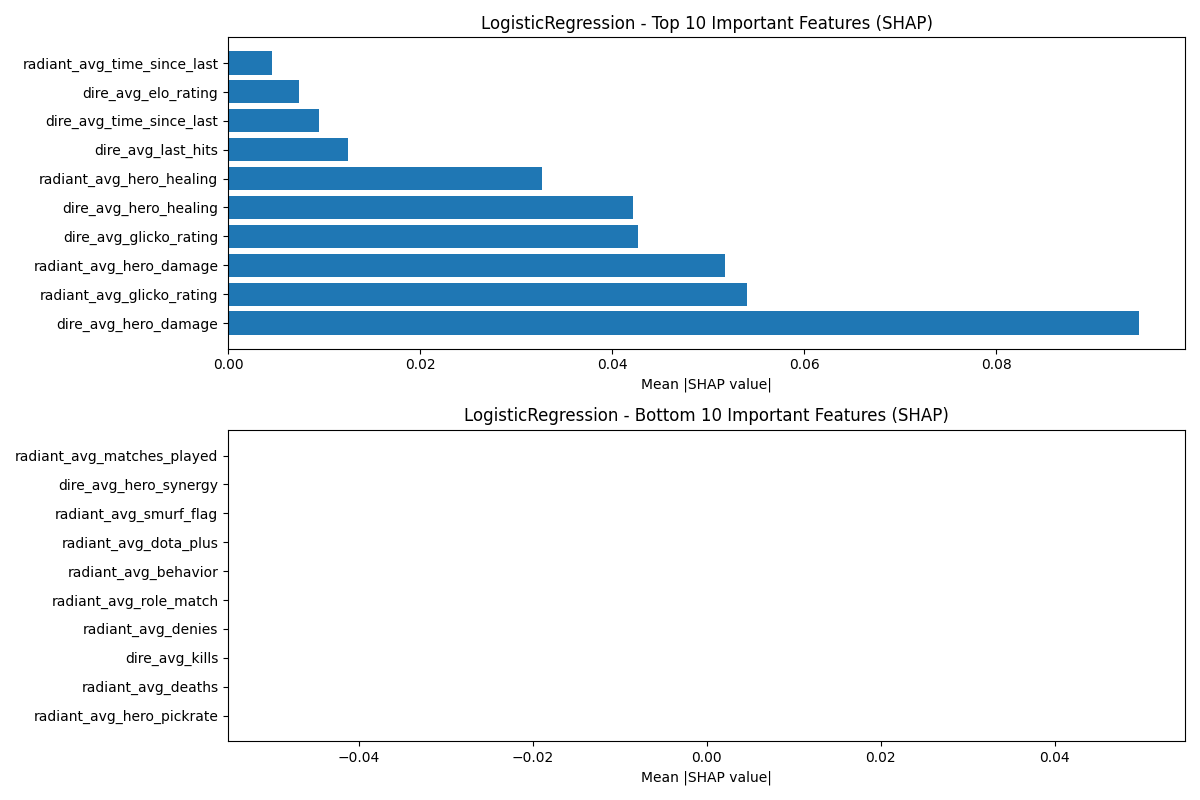 LogisticRegression - Top 10 Important Features (SHAP)
radiant_avg_time_since_last
dire_avg_elo_rating
dire_avg_time_since_last
dire_avg_last_hits
radiant_avg_hero_healing
dire_avg_hero_healing
dire_avg_glicko_rating
radiant_avg_hero_damage
radiant_avg_glicko_rating
dire_avg_hero_damage
0.00 0.02 0.04 0.06 0.08
Mean |SHAP value|
LogisticRegression - Bottom 10 Important Features (SHAP)
radiant_avg_matches_played
dire_avg_hero_synergy
radiant_avg_smurf_flag
radiant_avg_dota_plus
radiant_avg_behavior
radiant_avg_role_match
radiant_avg_denies
dire_avg_kills
radiant_avg_deaths
radiant_avg_hero_pickrate
−0.04 −0.02 0.00 0.02 0.04
Mean |SHAP value|